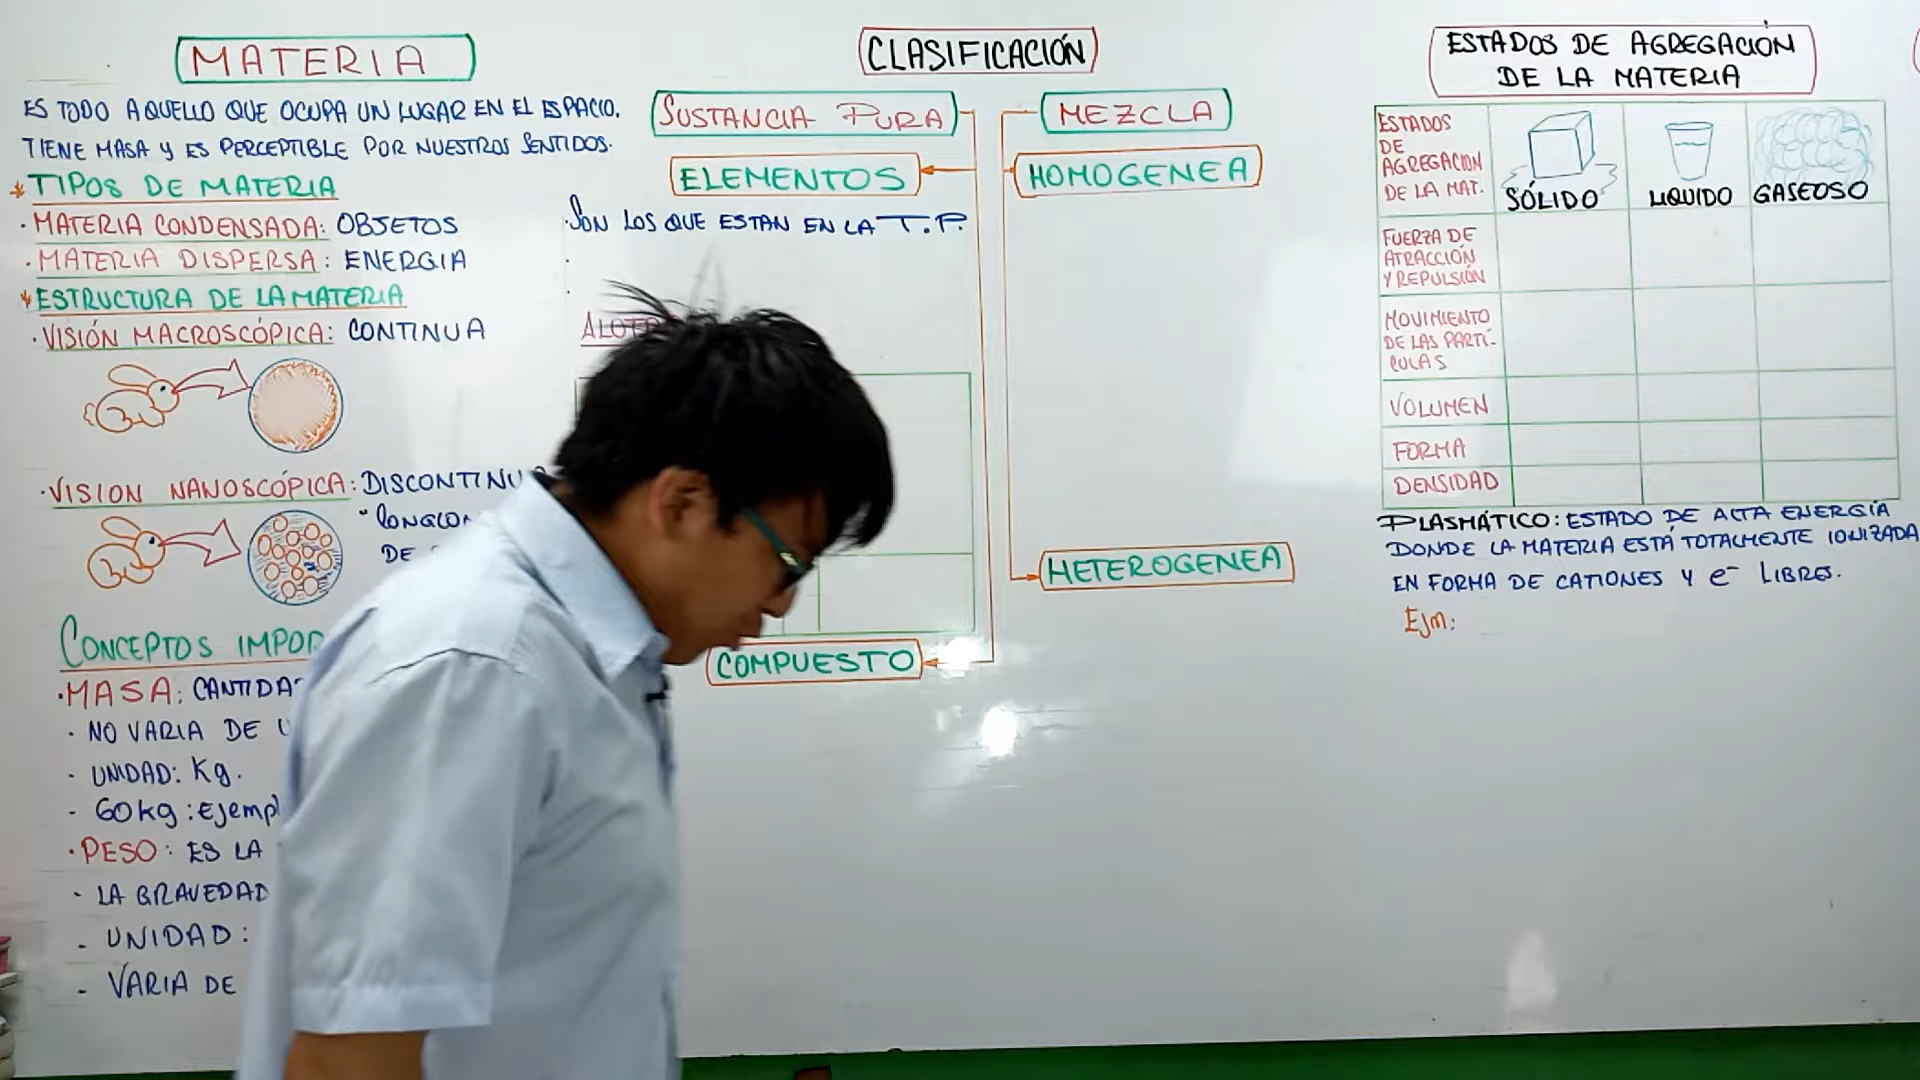 MATERIA
ES TODO AQUELLO QUE OCUPA UN LUGAR EN EL ESPACIO.
TIENE MASA Y ES PERCEPTIBLE POR NUESTROS SENTIDOS.
* TIPOS DE MATERIA
· MATERIA CONDENSADA: OBJETOS
· MATERIA DISPERSA: ENERGIA
* ESTRUCTURA DE LA MATERIA
· VISIÓN MACROSCÓPICA: CONTINUA
· VISION NANOSCÓPICA: DISCONTINU
DE
CONCEPTOS
· MASA:
· NO VARIA DE
- UNIDAD: Kg.
- 60 kg:
· PESO: ES LA
- LA GRAVEDAD
- UNIDAD:
- VARIA DE
CLASIFICACIÓN
SUSTANCIA PURA
ELEMENTOS
· SON LOS QUE ESTAN EN LA T.P.
COMPUESTO
MEZCLA
HOMOGENEA
HETEROGENEA
ESTADOS DE AGREGACIÓN
DE LA MATERIA
ESTADOS
DE
AGREGACION
DE LA MAT.
SÓLIDO LIQUIDO GASEOSO
FUERZA DE
ATRACCIÓN
Y REPULSIÓN
MOVIMIENTO
DE LAS PARTI-
CULAS
VOLUMEN
FORMA
DENSIDAD
PLASMÁTICO: ESTADO DE ALTA ENERGÍA
DONDE LA MATERIA ESTÁ TOTALMENTE IONIZADA
EN FORMA DE CATIONES Y e⁻ LIBRES.
Ejm: